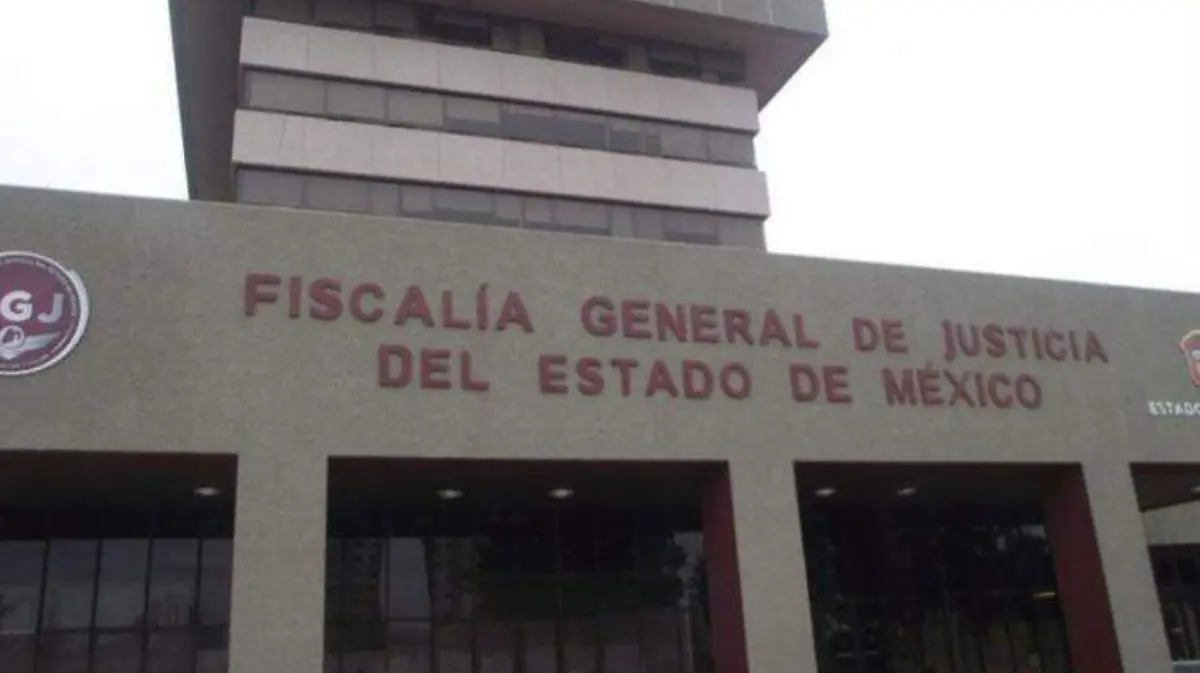 FISCALÍA GENERAL DE JUSTICIA
DEL ESTADO DE MÉXICO
GJ
ESTADO